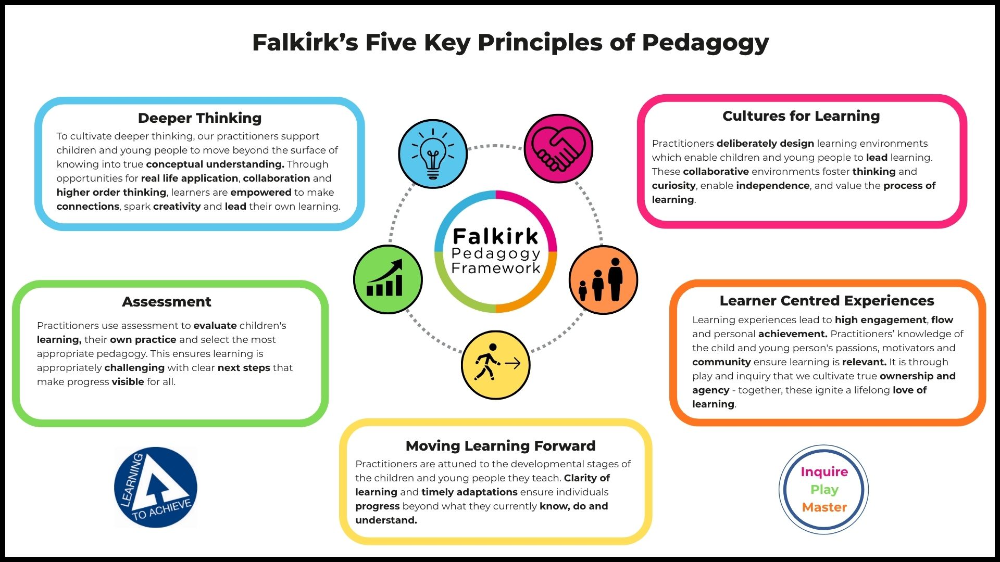 Falkirk’s Five Key Principles of Pedagogy
Deeper Thinking
To cultivate deeper thinking, our practitioners support
children and young people to move beyond the surface of
knowing into true conceptual understanding. Through
opportunities for real life application, collaboration and
higher order thinking, learners are empowered to make
connections, spark creativity and lead their own learning.
Cultures for Learning
Practitioners deliberately design learning environments
which enable children and young people to lead learning.
These collaborative environments foster thinking and
curiosity, enable independence, and value the process of
learning.
Falkirk
Pedagogy
Framework
Assessment
Practitioners use assessment to evaluate children's
learning, their own practice and select the most
appropriate pedagogy. This ensures learning is
appropriately challenging with clear next steps that
make progress visible for all.
Learner Centred Experiences
Learning experiences lead to high engagement, flow
and personal achievement. Practitioners’ knowledge of
the child and young person's passions, motivators and
community ensure learning is relevant. It is through
play and inquiry that we cultivate true ownership and
agency - together, these ignite a lifelong love of
learning.
Moving Learning Forward
Practitioners are attuned to the developmental stages of
the children and young people they teach. Clarity of
learning and timely adaptations ensure individuals
progress beyond what they currently know, do and
understand.
LEARNING
TO ACHIEVE
Inquire
Play
Master